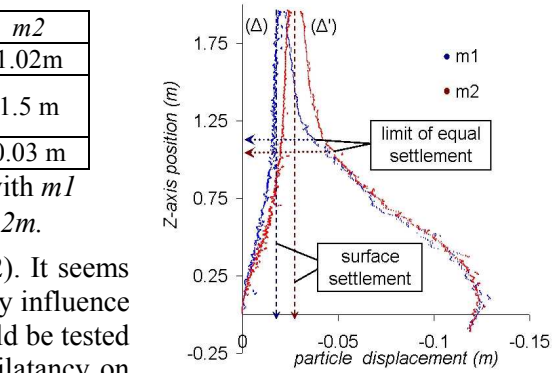 m2
1.02m
1.5 m
0.03 m
with m1
2m.
2). It seems
y influence
uld be tested
ilatancy on
(Δ)
(Δ')
1.75
m1
m2
1.25
limit of equal
settlement
0.75
Z-axis position (m)
0.25
surface
settlement
0
-0.05
-0.1
-0.15
-0.25
particle displacement (m)